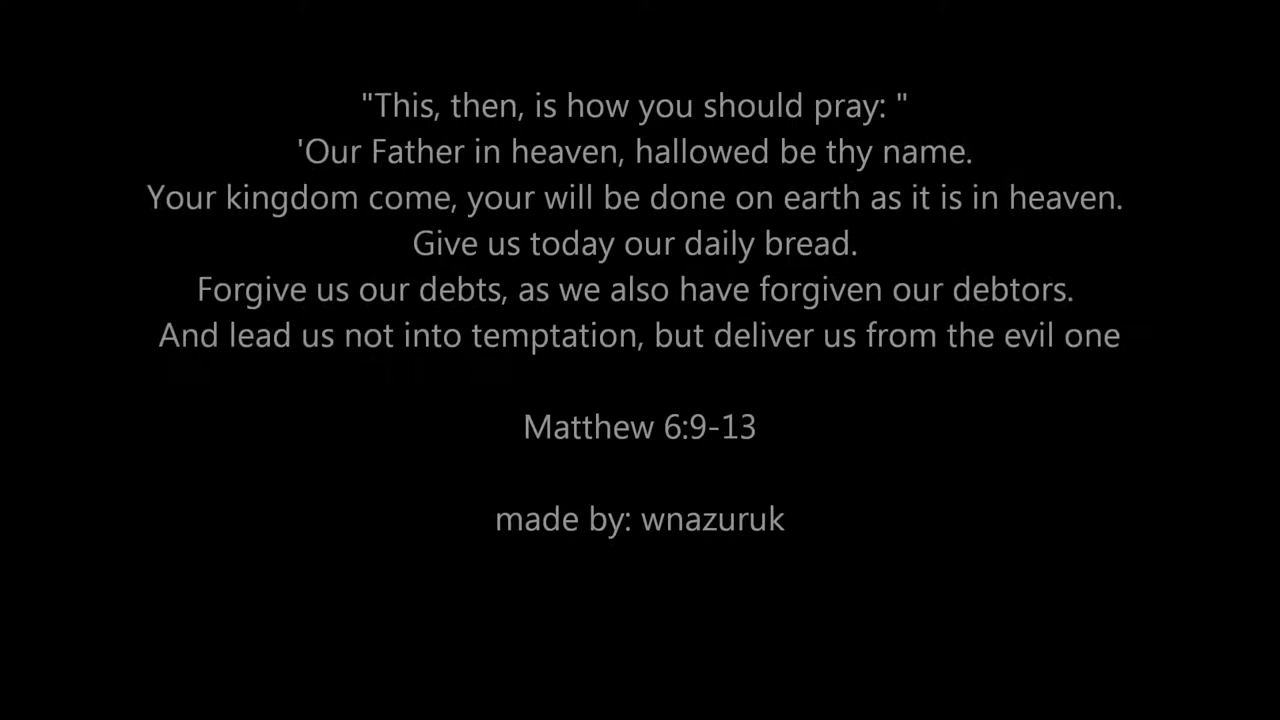 "This, then, is how you should pray: "
'Our Father in heaven, hallowed be thy name.
Your kingdom come, your will be done on earth as it is in heaven.
Give us today our daily bread.
Forgive us our debts, as we also have forgiven our debtors.
And lead us not into temptation, but deliver us from the evil one
Matthew 6:9-13
made by: wnazuruk